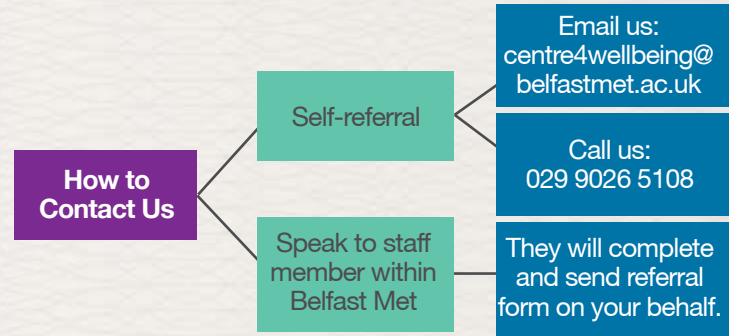 How to
Contact Us
Self-referral
Email us:
centre4wellbeing@
belfastmet.ac.uk
Call us:
029 9026 5108
Speak to staff
member within
Belfast Met
They will complete
and send referral
form on your behalf.